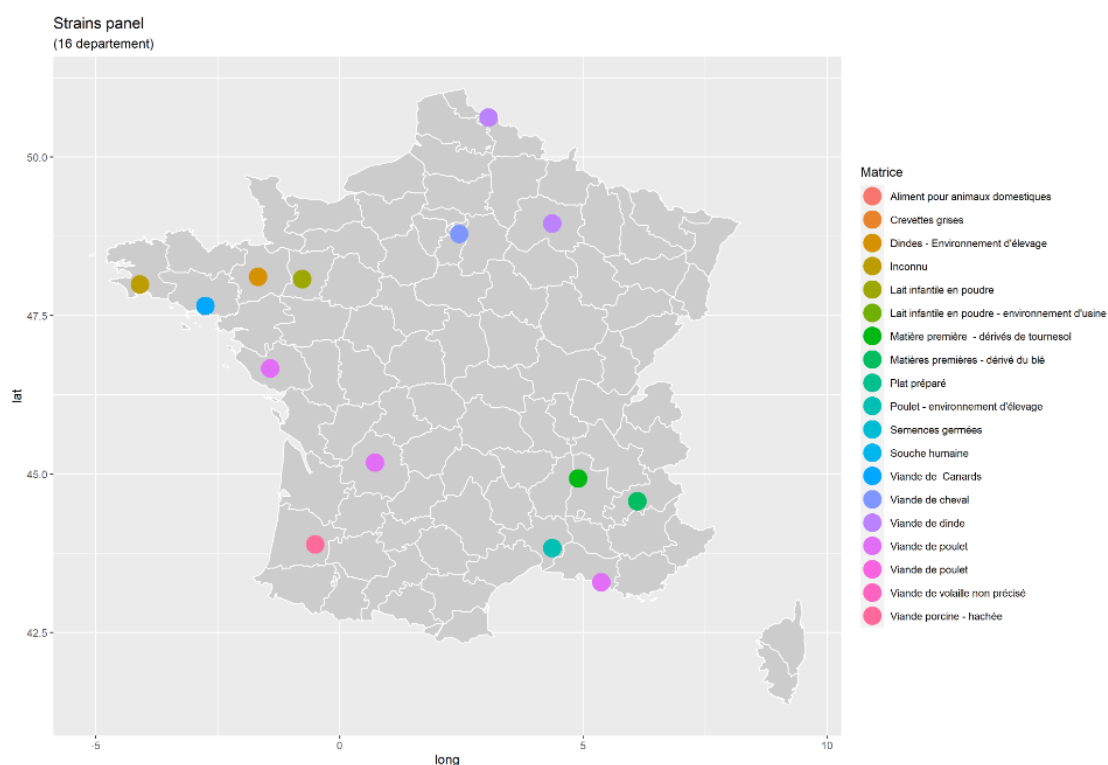 Strains panel
(16 departement)
50.0
47.5
45.0
42.5
lat
-5
0
5
10
long
Matrice
Aliment pour animaux domestiques
Crevettes grises
Dindes - Environnement d'élevage
Inconnu
Lait infantile en poudre
Lait infantile en poudre - environnement d'usine
Matière première - dérivés de tournesol
Matières premières - dérivé du blé
Plat préparé
Poulet - environnement d'élevage
Semences germées
Souche humaine
Viande de Canards
Viande de cheval
Viande de dinde
Viande de poulet
Viande de poulet
Viande de volaille non précisé
Viande porcine - hachée